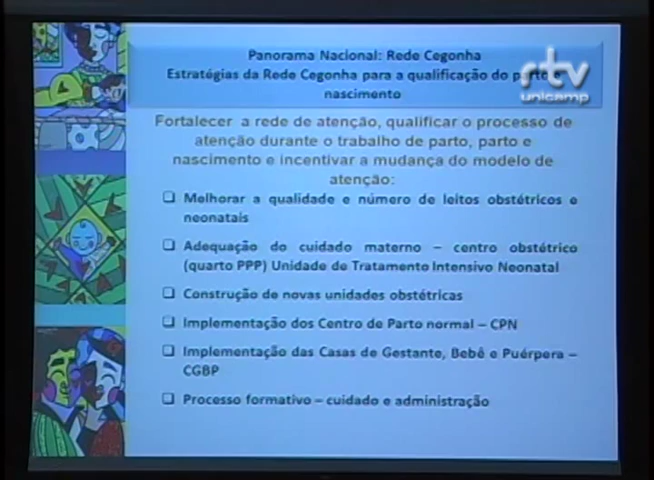 Panorama Nacional: Rede Cegonha
Estratégias da Rede Cegonha para a qualificação do parto e
nascimento
rtv
unicamp
Fortalecer a rede de atenção, qualificar o processo de
atenção durante o trabalho de parto, parto e
nascimento e incentivar a mudança do modelo de
atenção:
❑ Melhorar a qualidade e número de leitos obstétricos e
neonatais
❑ Adequação do cuidado materno – centro obstétrico
(quarto PPP) Unidade de Tratamento Intensivo Neonatal
❑ Construção de novas unidades obstétricas
❑ Implementação dos Centro de Parto normal – CPN
❑ Implementação das Casas de Gestante, Bebê e Puérpera –
CGBP
❑ Processo formativo – cuidado e administração